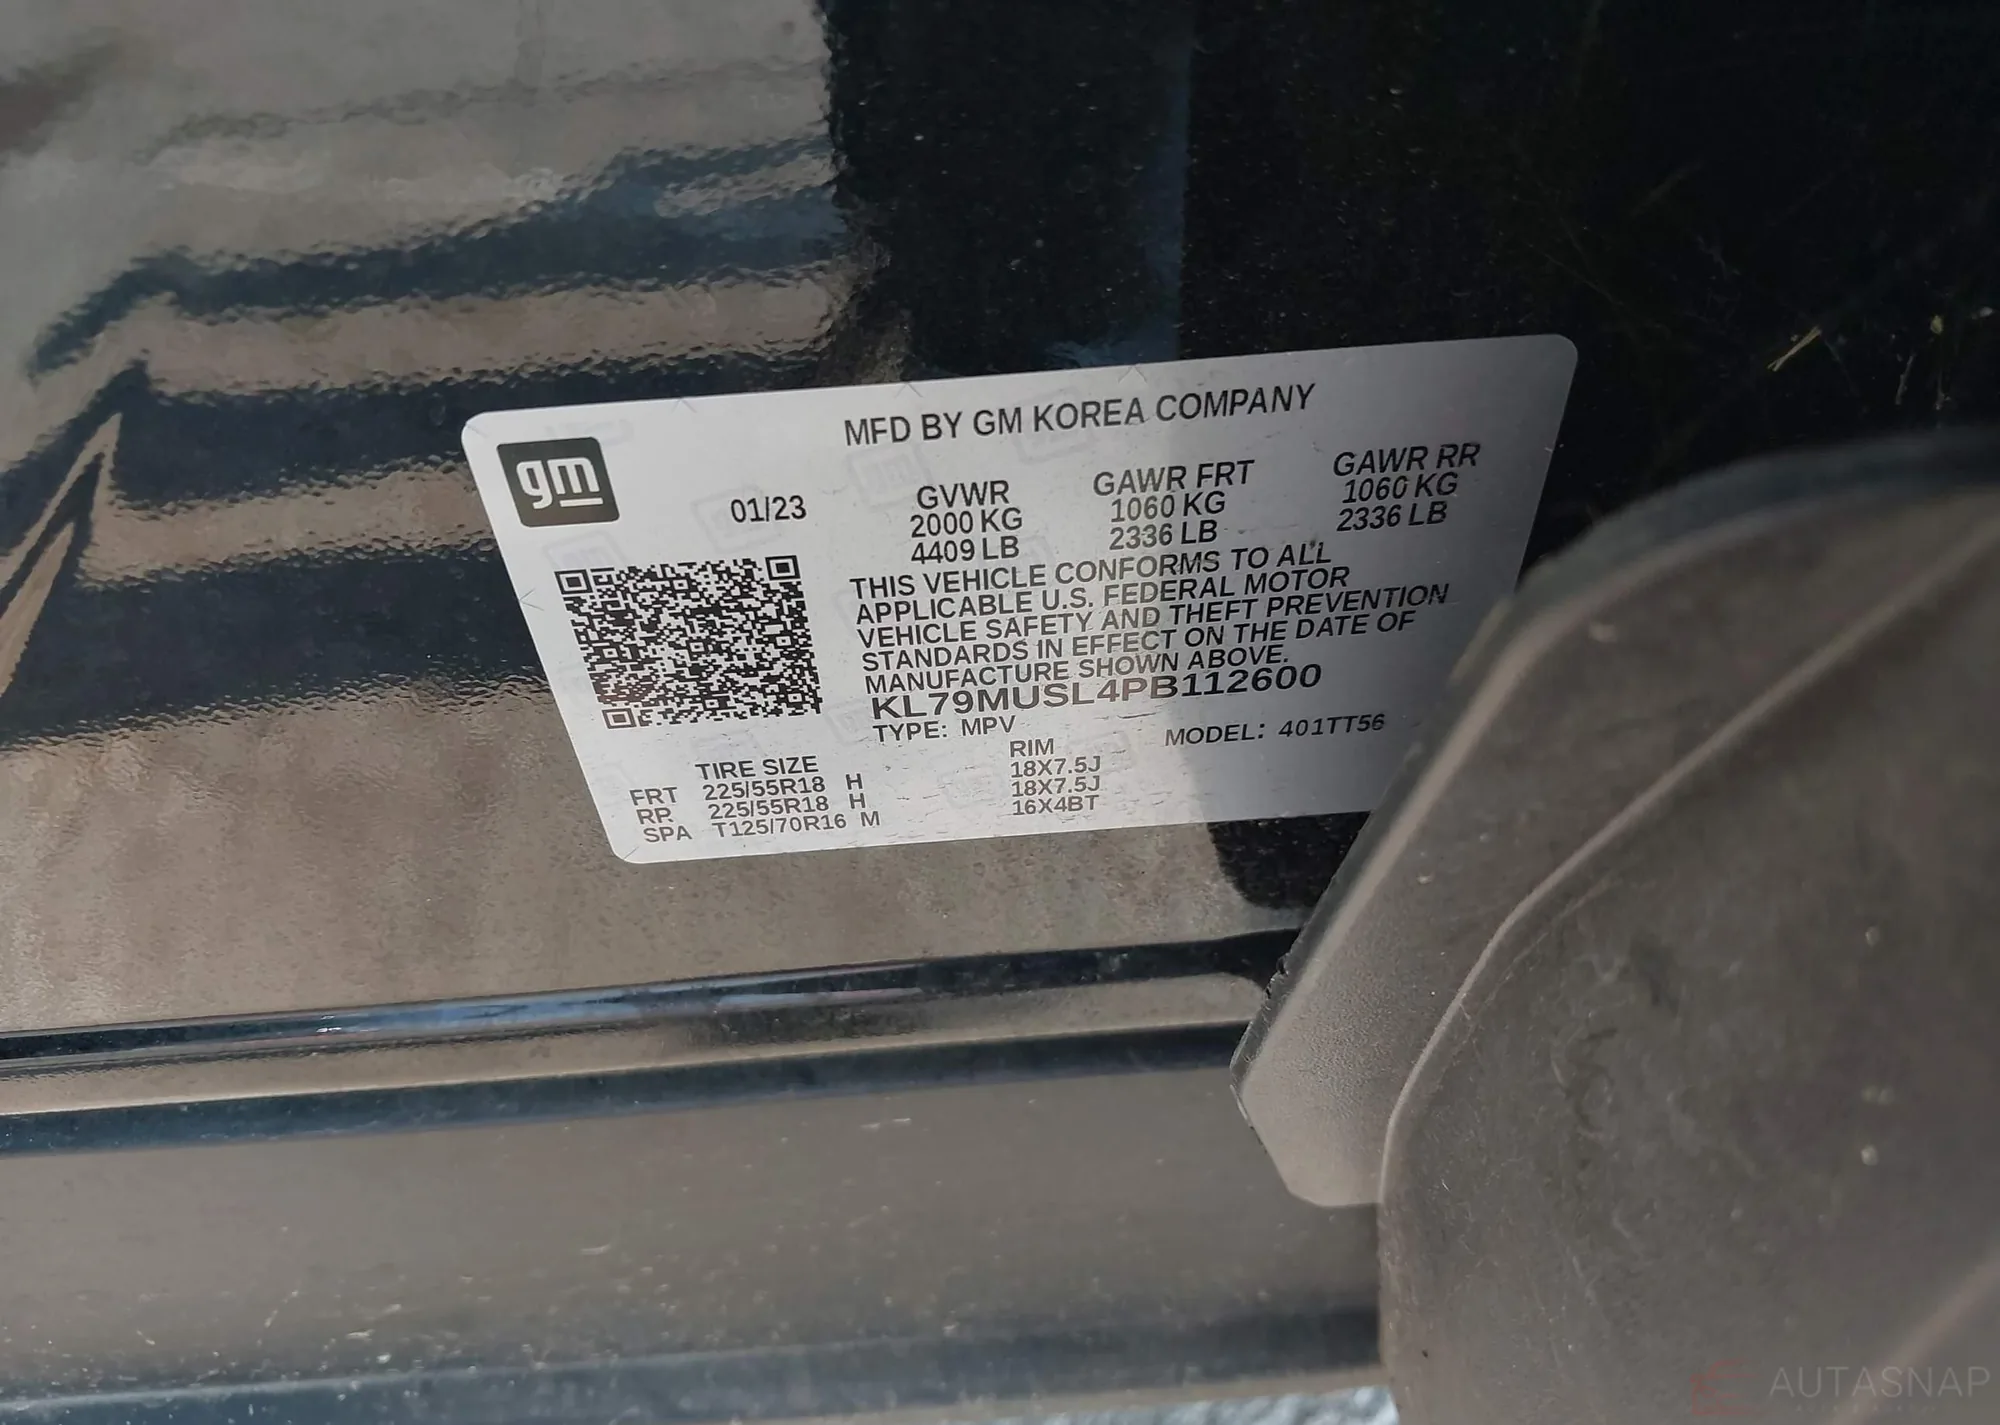 MFD BY GM KOREA COMPANY
gm
01/23
GVWR GAWR FRT GAWR RR
2000 KG 1060 KG 1060 KG
4409 LB 2336 LB 2336 LB
THIS VEHICLE CONFORMS TO ALL
APPLICABLE U.S. FEDERAL MOTOR
VEHICLE SAFETY AND THEFT PREVENTION
STANDARDS IN EFFECT ON THE DATE OF
MANUFACTURE SHOWN ABOVE.
KL79MUSL4PB112600
TYPE: MPV MODEL: 401TT56
TIRE SIZE RIM
FRT 225/55R18 H 18X7.5J
RR 225/55R18 H 18X7.5J
SPA T125/70R16 M 16X4BT
AUTASNAP